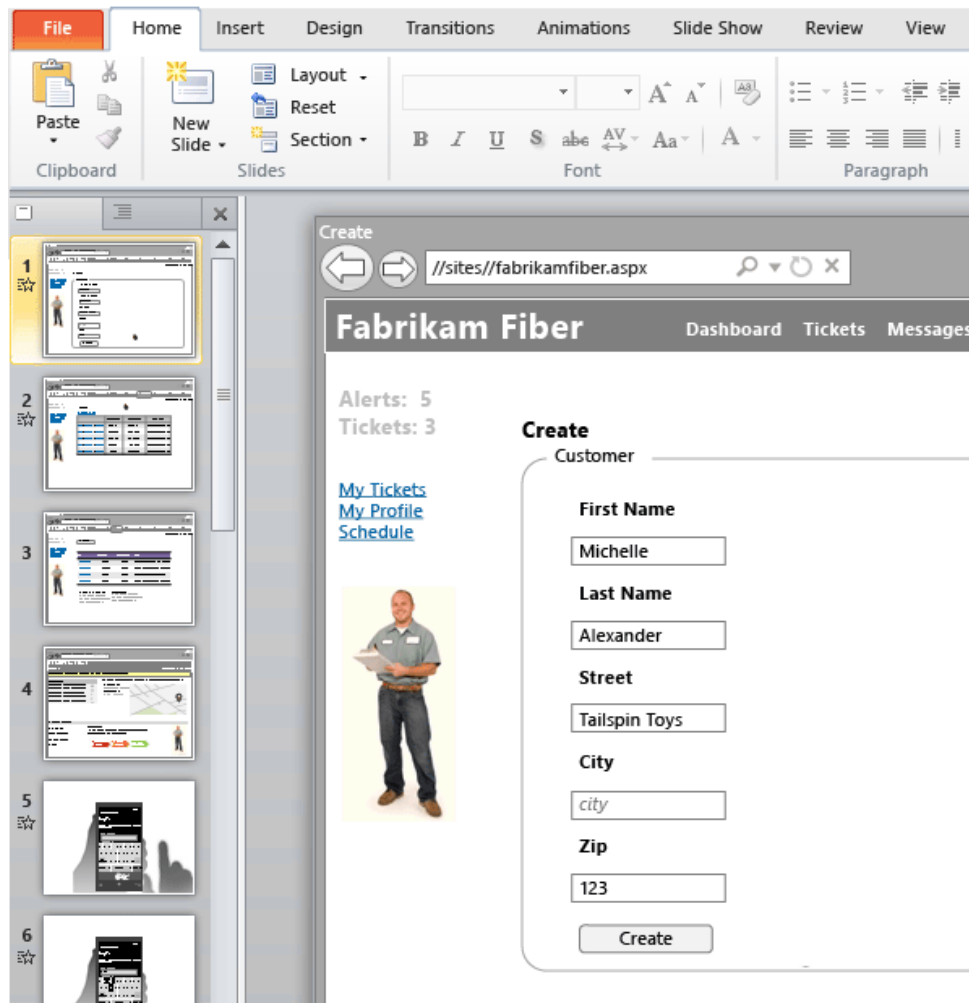 File Home Insert Design Transitions Animations Slide Show Review View
Layout
Reset
Section
Paste
New
Slide
B I U S abc AV Aa A
Clipboard Slides Font Paragraph
1
2
3
4
5
6
Create
//sites//fabrikamfiber.aspx
Fabrikam Fiber Dashboard Tickets Messages
Alerts: 5
Tickets: 3
My Tickets
My Profile
Schedule
Create
Customer
First Name
Michelle
Last Name
Alexander
Street
Tailspin Toys
City
city
Zip
123
Create